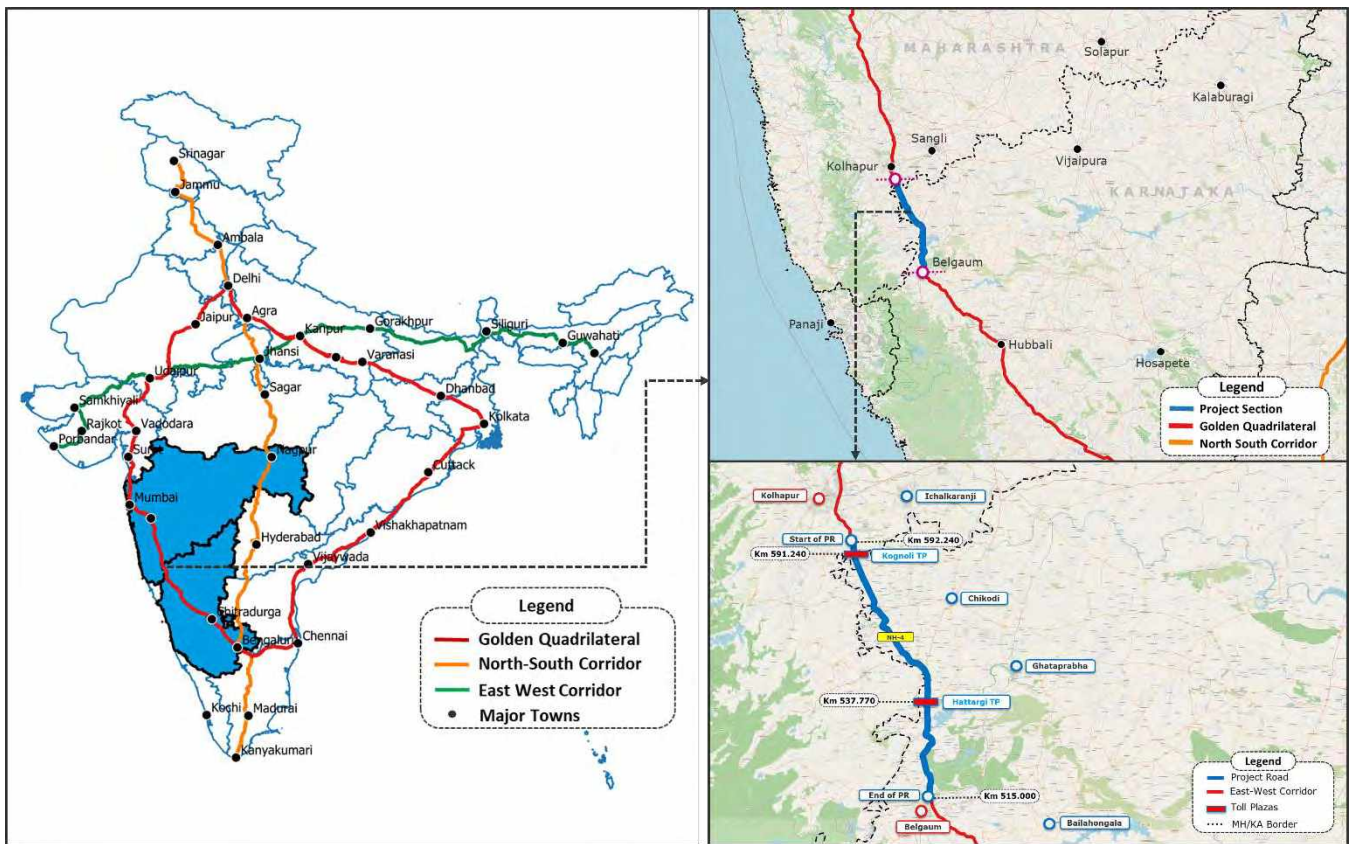 Srinagar
Jammu
Ambala
Delhi
Agra
Jaipur
Kanpur
Gorakhpur
Siliquri
Guwahati
Jhansi
Varanasi
Udaipur
Sagar
Dhanbad
Samkhiyali
Kolkata
Rajkot
Vadodara
Porbandar
Surat
Nagpur
Cuttack
Mumbai
Vishakhapatnam
Hyderabad
Vijaywada
Chitradurga
Bengaluru
Chennai
Kochi
Madurai
Kanyakumari
Legend
Golden Quadrilateral
North-South Corridor
East West Corridor
Major Towns
MAHARASHTRA
Solapur
Kalaburagi
Sangli
Kolhapur
Vijaipura
KARNATAKA
Belgaum
Panaji
Hubbali
Hosapete
Legend
Project Section
Golden Quadrilateral
North South Corridor
Kolhapur
Ichalkaranji
Start of PR
Km 592.240
Km 591.240
Kognoli TP
Chikodi
NH-4
Ghataprabha
Km 537.770
Hattargi TP
End of PR
Km 515.000
Belgaum
Bailahongala
Legend
Project Road
East-West Corridor
Toll Plazas
MH/KA Border